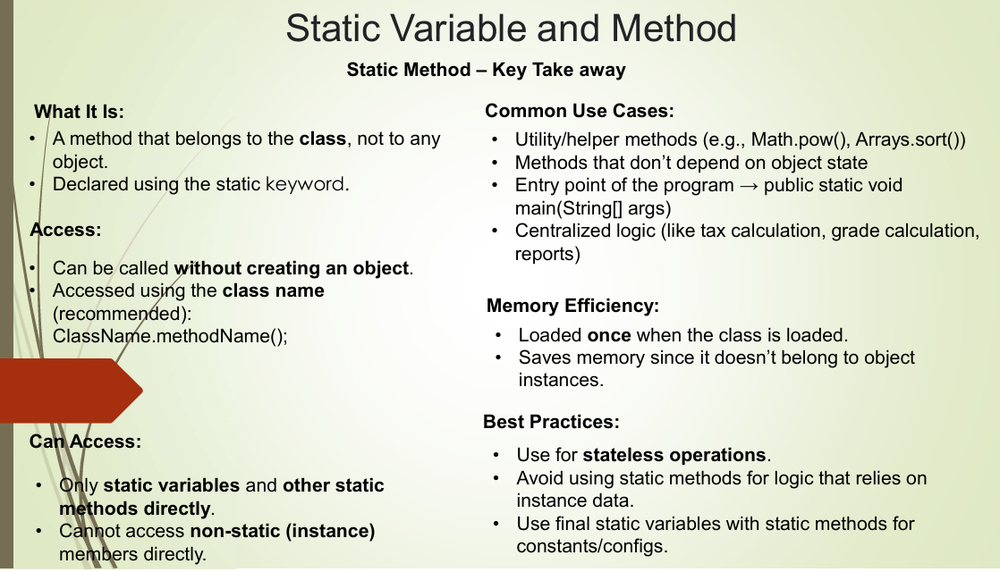 Static Variable and Method
Static Method – Key Take away
What It Is:
• A method that belongs to the class, not to any
object.
• Declared using the static keyword.
Access:
• Can be called without creating an object.
• Accessed using the class name
(recommended):
ClassName.methodName();
Can Access:
• Only static variables and other static
methods directly.
• Cannot access non-static (instance)
members directly.
Common Use Cases:
• Utility/helper methods (e.g., Math.pow(), Arrays.sort())
• Methods that don’t depend on object state
• Entry point of the program → public static void
main(String[] args)
• Centralized logic (like tax calculation, grade calculation,
reports)
Memory Efficiency:
• Loaded once when the class is loaded.
• Saves memory since it doesn’t belong to object
instances.
Best Practices:
• Use for stateless operations.
• Avoid using static methods for logic that relies on
instance data.
• Use final static variables with static methods for
constants/configs.